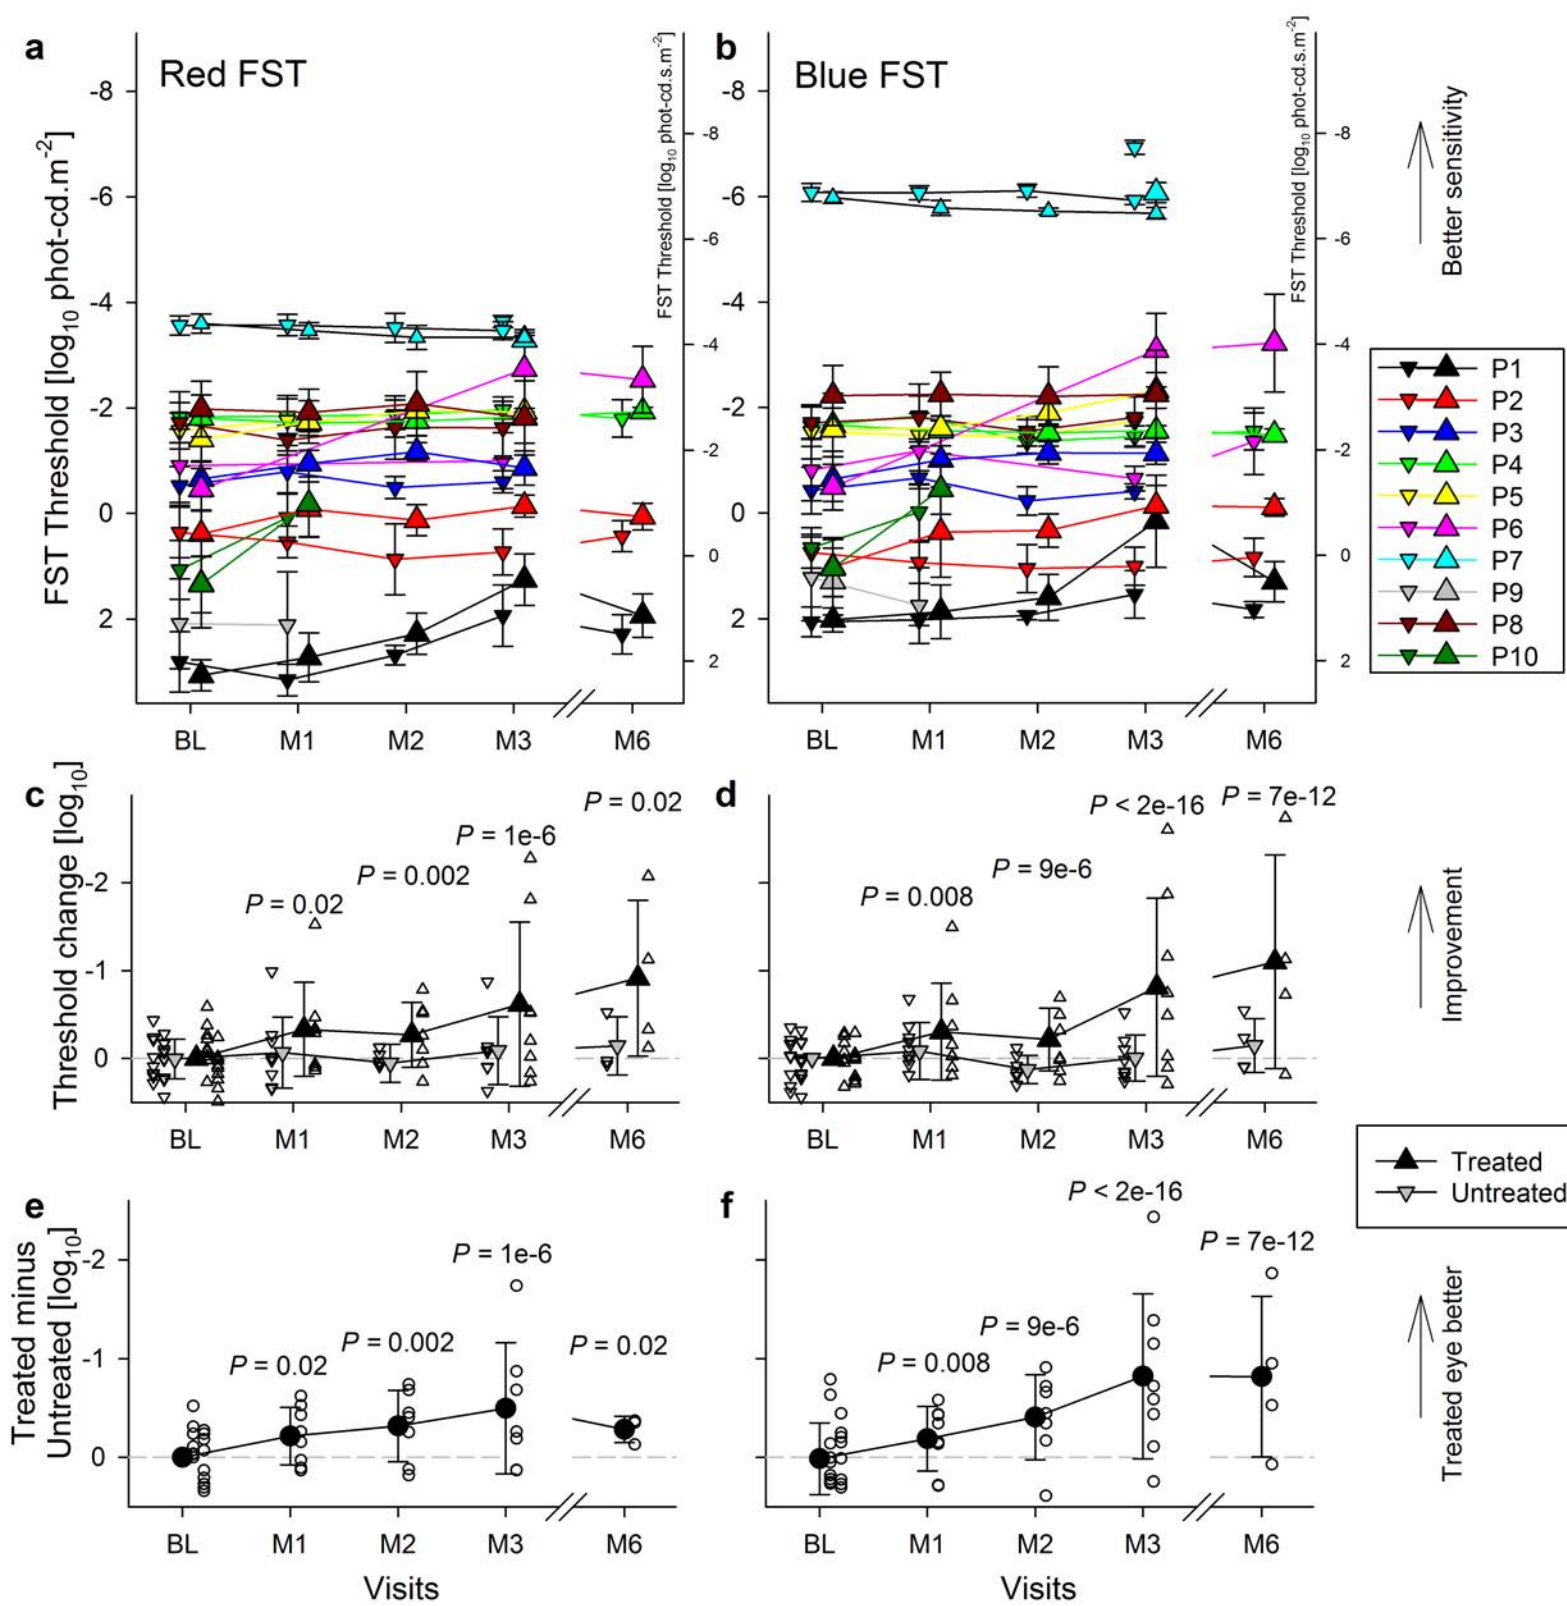 a
Red FST
FST Threshold [log10 phot-cd.m-2]
-8
-6
-4
-2
0
2
BL
M1
M2
M3
M6
FST Threshold [log10 phot-cd.s.m-2]
-8
-6
-4
-2
0
2
b
Blue FST
-8
-6
-4
-2
0
2
BL
M1
M2
M3
M6
FST Threshold [log10 phot-cd.s.m-2]
-8
-6
-4
-2
0
2
Better sensitivity
P1
P2
P3
P4
P5
P6
P7
P9
P8
P10
c
Threshold change [log10]
-2
-1
0
P = 0.02
P = 0.002
P = 1e-6
P = 0.02
BL
M1
M2
M3
M6
d
P = 0.008
P = 9e-6
P < 2e-16
P = 7e-12
BL
M1
M2
M3
M6
Improvement
Treated
Untreated
e
Treated minus
Untreated [log10]
-2
-1
0
P = 0.02
P = 0.002
P = 1e-6
P = 0.02
BL
M1
M2
M3
M6
Visits
f
P = 0.008
P = 9e-6
P < 2e-16
P = 7e-12
BL
M1
M2
M3
M6
Visits
Treated eye better